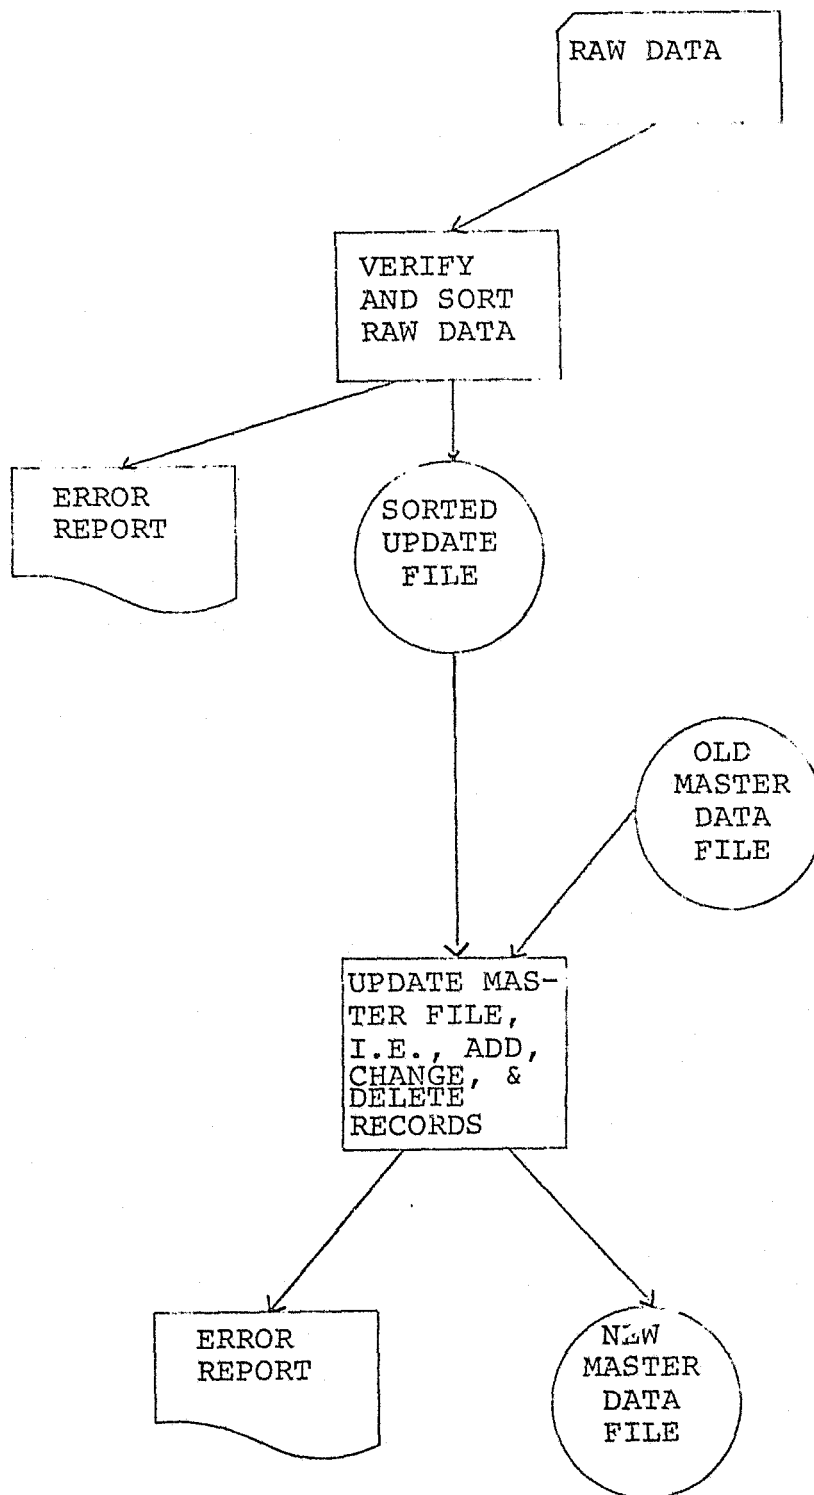 RAW DATA
VERIFY
AND SORT
RAW DATA
ERROR
REPORT
SORTED
UPDATE
FILE
OLD
MASTER
DATA
FILE
UPDATE MAS-
TER FILE,
I.E., ADD,
CHANGE, &
DELETE
RECORDS
ERROR
REPORT
NEW
MASTER
DATA
FILE